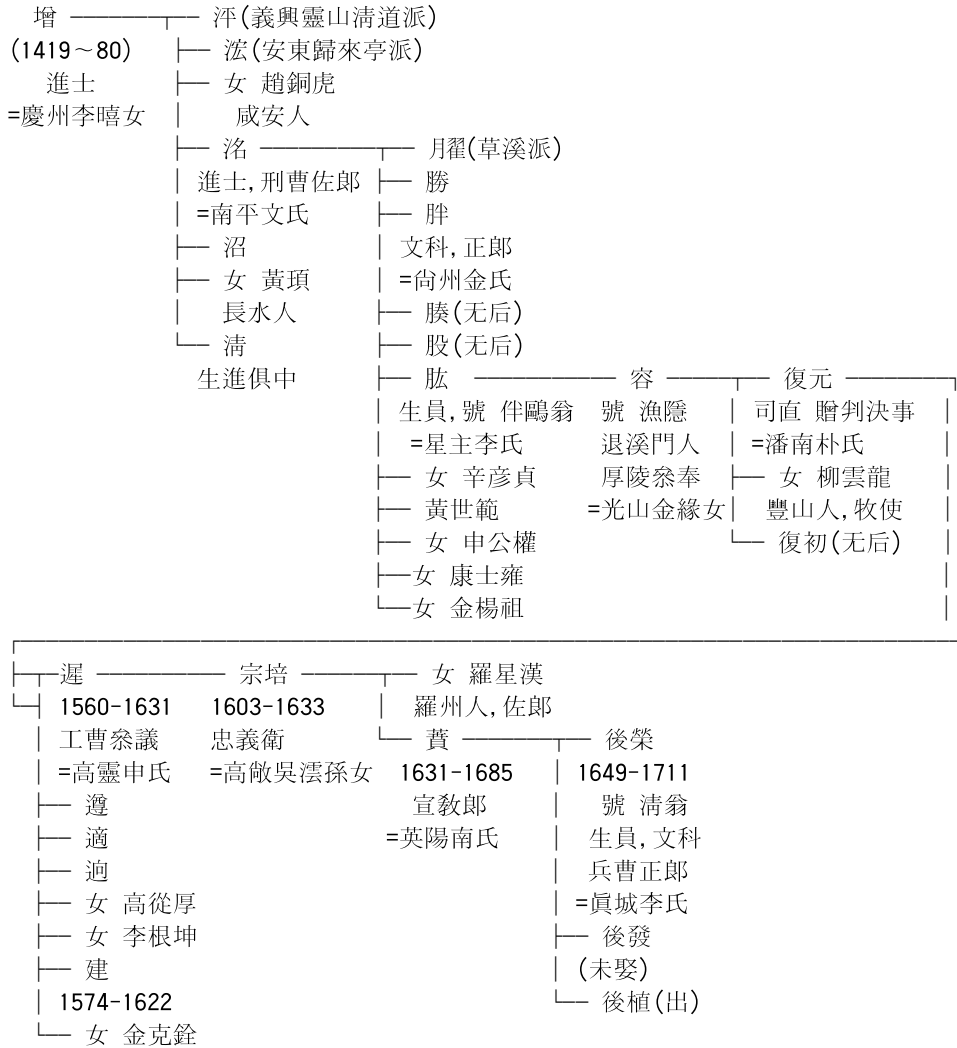 增 泙(義興靈山淸道派)
(1419～80) 浤(安東歸來亭派)
進士 女 趙銅虎
=慶州李暿女 咸安人
洺 䑃(草溪派)
進士,刑曹佐郎 勝
=南平文氏 胖
沼 文科,正郞
女 黃頊 =尙州金氏
長水人 腠(无后)
淸 股(无后)
生進俱中 肱 容 復元
生員,號 伴鷗翁 號 漁隱 司直 贈判決事
=星主李氏 退溪門人 =潘南朴氏
女 辛彦貞 厚陵叅奉 女 柳雲龍
黃世範 =光山金緣女 豐山人,牧使
女 申公權 復初(无后)
女 康士雍
女 金楊祖
遲 宗培 女 羅星漢
1560-1631 1603-1633 羅州人,佐郎
工曹叅議 忠義衛 蕡 後榮
=高靈申氏 =高敞吳澐孫女 1631-1685 1649-1711
遵 宣敎郎 號 淸翁
適 =英陽南氏 生員,文科
逈 兵曹正郎
女 高從厚 =眞城李氏
女 李根坤 後發
建 (未娶)
1574-1622 後植(出)
女 金克銓